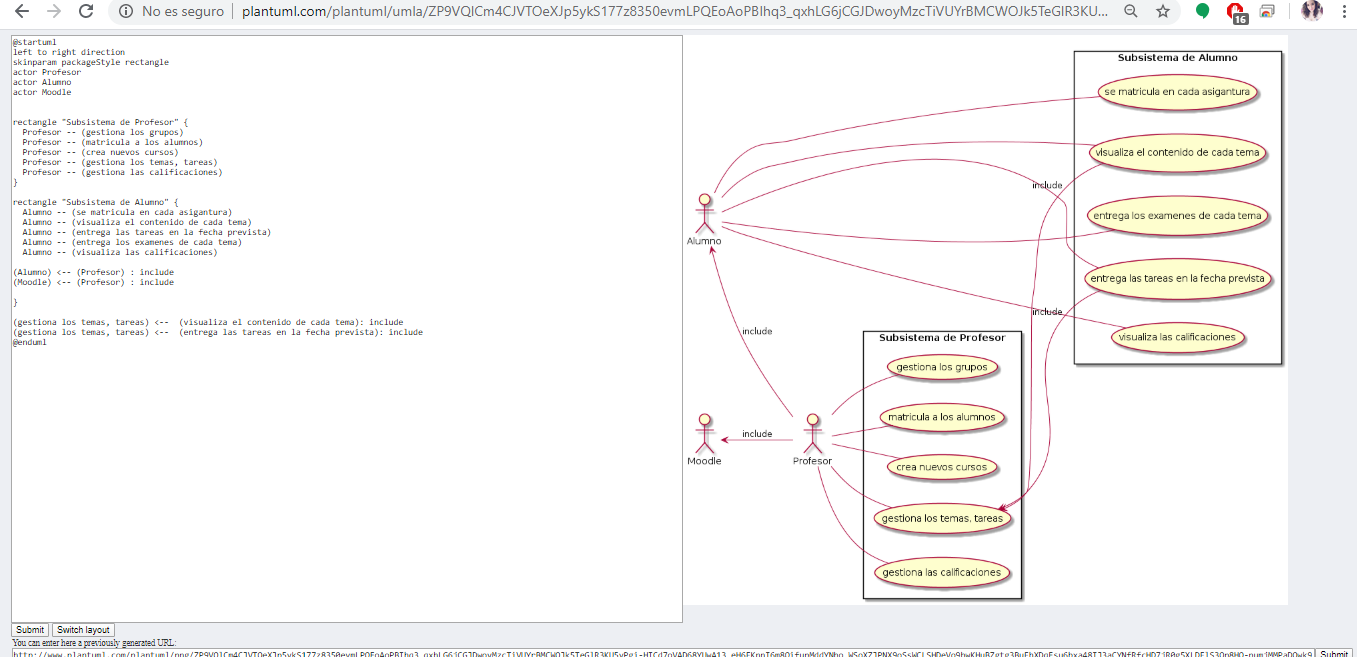 No es seguro
plantuml.com/plantuml/umla/ZP9VQlCm4CJVTOeXJp5ykS177z8350evmLPQEoAoPBIhq3_qxhLG6jCGJDwoyMzcTiVUYrBMCWOJk5TeGlR3KU...
16
@startuml
left to right direction
skinparam packageStyle rectangle
actor Profesor
actor Alumno
actor Moodle
rectangle "Subsistema de Profesor" {
Profesor -- (gestiona los grupos)
Profesor -- (matricula a los alumnos)
Profesor -- (crea nuevos cursos)
Profesor -- (gestiona los temas, tareas)
Profesor -- (gestiona las calificaciones)
}
rectangle "Subsistema de Alumno" {
Alumno -- (se matricula en cada asigantura)
Alumno -- (visualiza el contenido de cada tema)
Alumno -- (entrega las tareas en la fecha prevista)
Alumno -- (entrega los examenes de cada tema)
Alumno -- (visualiza las calificaciones)
(Alumno) <-- (Profesor) : include
(Moodle) <-- (Profesor) : include
}
(gestiona los temas, tareas) <-- (visualiza el contenido de cada tema): include
(gestiona los temas, tareas) <-- (entrega las tareas en la fecha prevista): include
@enduml
Subsistema de Alumno
se matricula en cada asigantura
visualiza el contenido de cada tema
include
entrega los examenes de cada tema
Alumno
entrega las tareas en la fecha prevista
include
visualiza las calificaciones
include
Subsistema de Profesor
gestiona los grupos
matricula a los alumnos
include
Moodle
Profesor
crea nuevos cursos
gestiona los temas, tareas
gestiona las calificaciones
Submit
Switch layout
You can enter here a previously generated URL:
Submit